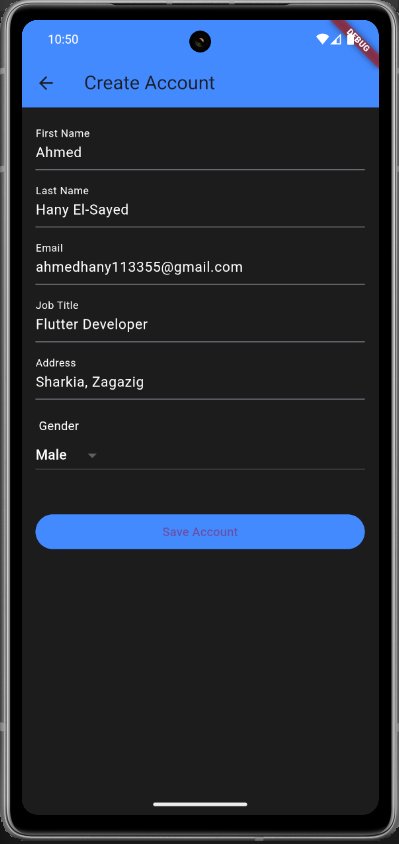 10:50
DEBUG
Create Account
First Name
Ahmed
Last Name
Hany El-Sayed
Email
ahmedhany113355@gmail.com
Job Title
Flutter Developer
Address
Sharkia, Zagazig
Gender
Male
Save Account